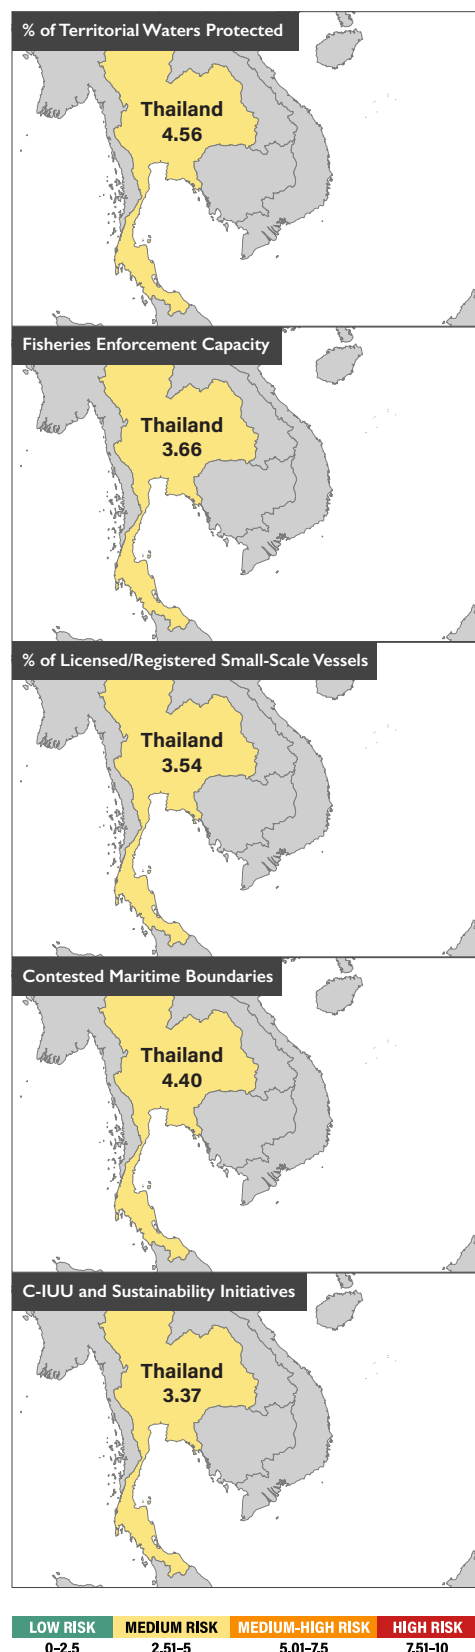 % of Territorial Waters Protected
Thailand
4.56
Fisheries Enforcement Capacity
Thailand
3.66
% of Licensed/Registered Small-Scale Vessels
Thailand
3.54
Contested Maritime Boundaries
Thailand
4.40
C-IUU and Sustainability Initiatives
Thailand
3.37
LOW RISK MEDIUM RISK MEDIUM-HIGH RISK HIGH RISK
0–2.5 2.51–5 5.01–7.5 7.51–10